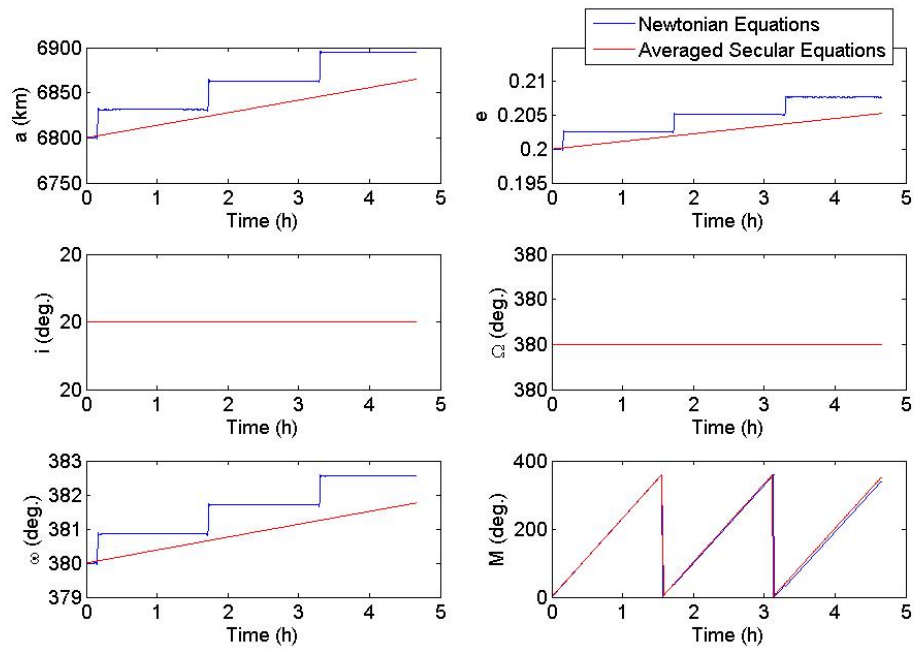 Newtonian Equations
Averaged Secular Equations
6900
6850
6800
6750
a (km)
0 1 2 3 4 5
Time (h)
0.21
0.205
0.2
0.195
e
0 1 2 3 4 5
Time (h)
20
20
20
i (deg.)
0 1 2 3 4 5
Time (h)
380
380
380
380
Ω (deg.)
0 1 2 3 4 5
Time (h)
383
382
381
380
379
ω (deg.)
0 1 2 3 4 5
Time (h)
400
200
0
M (deg.)
0 1 2 3 4 5
Time (h)